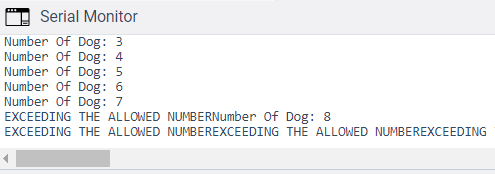 Serial Monitor
Number Of Dog: 3
Number Of Dog: 4
Number Of Dog: 5
Number Of Dog: 6
Number Of Dog: 7
EXCEEDING THE ALLOWED NUMBERNumber Of Dog: 8
EXCEEDING THE ALLOWED NUMBEREXCEEDING THE ALLOWED NUMBEREXCEEDING